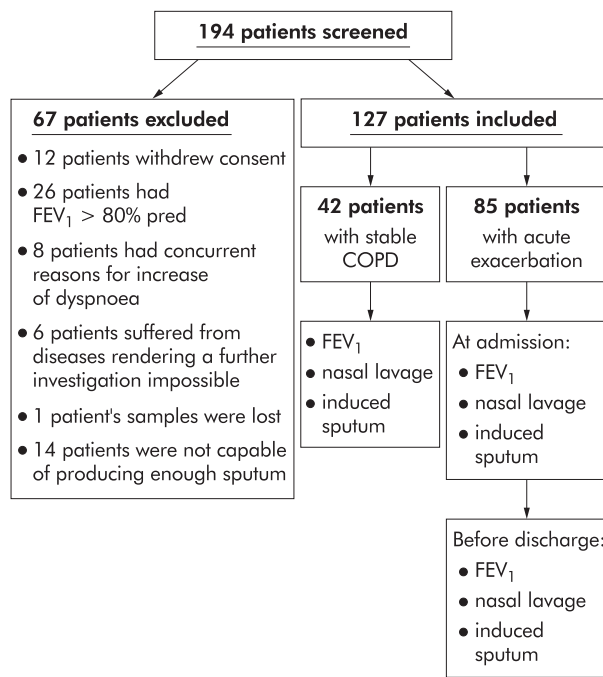 194 patients screened
67 patients excluded
• 12 patients withdrew consent
• 26 patients had
FEV₁ > 80% pred
• 8 patients had concurrent
reasons for increase
of dyspnoea
• 6 patients suffered from
diseases rendering a further
investigation impossible
• 1 patient's samples were lost
• 14 patients were not capable
of producing enough sputum
127 patients included
42 patients
with stable
COPD
• FEV₁
• nasal lavage
• induced
sputum
85 patients
with acute
exacerbation
At admission:
• FEV₁
• nasal lavage
• induced
sputum
Before discharge:
• FEV₁
• nasal lavage
• induced
sputum